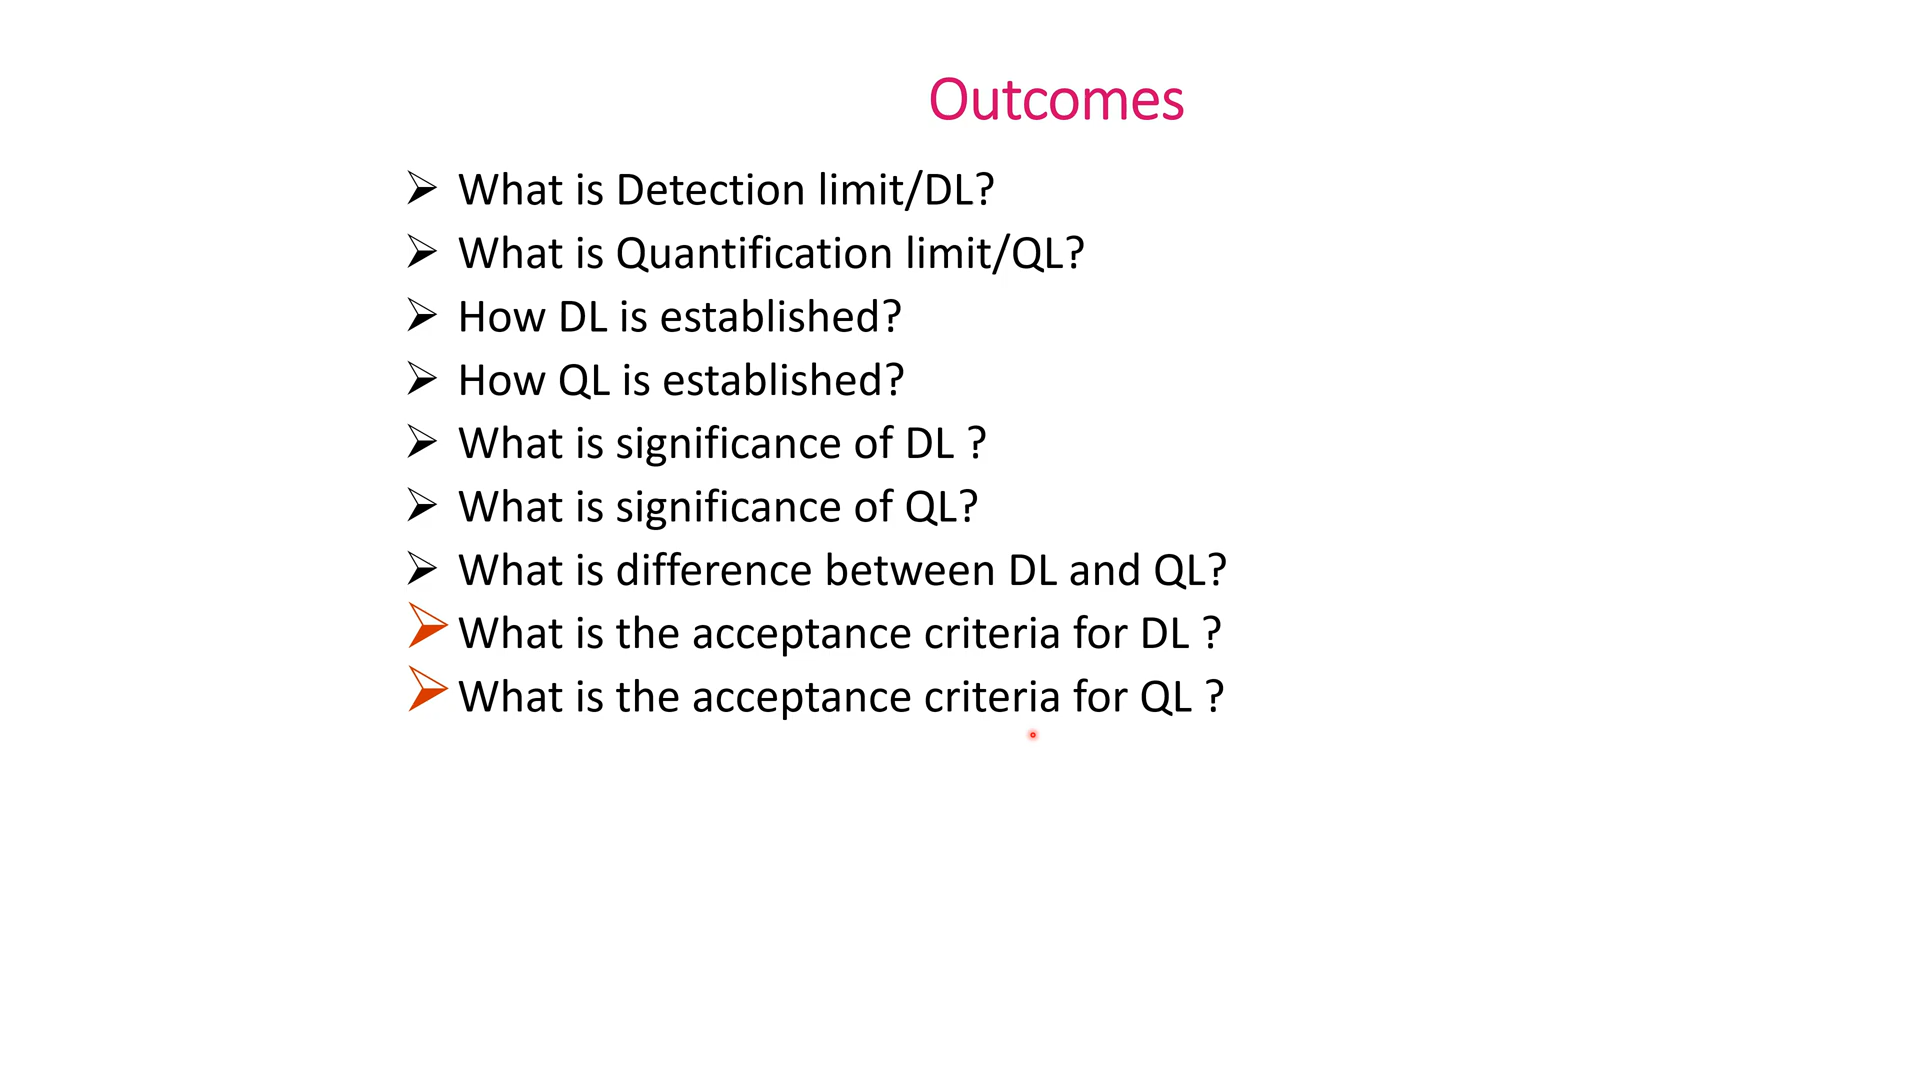 Outcomes
What is Detection limit/DL?
What is Quantification limit/QL?
How DL is established?
How QL is established?
What is significance of DL ?
What is significance of QL?
What is difference between DL and QL?
What is the acceptance criteria for DL ?
What is the acceptance criteria for QL ?